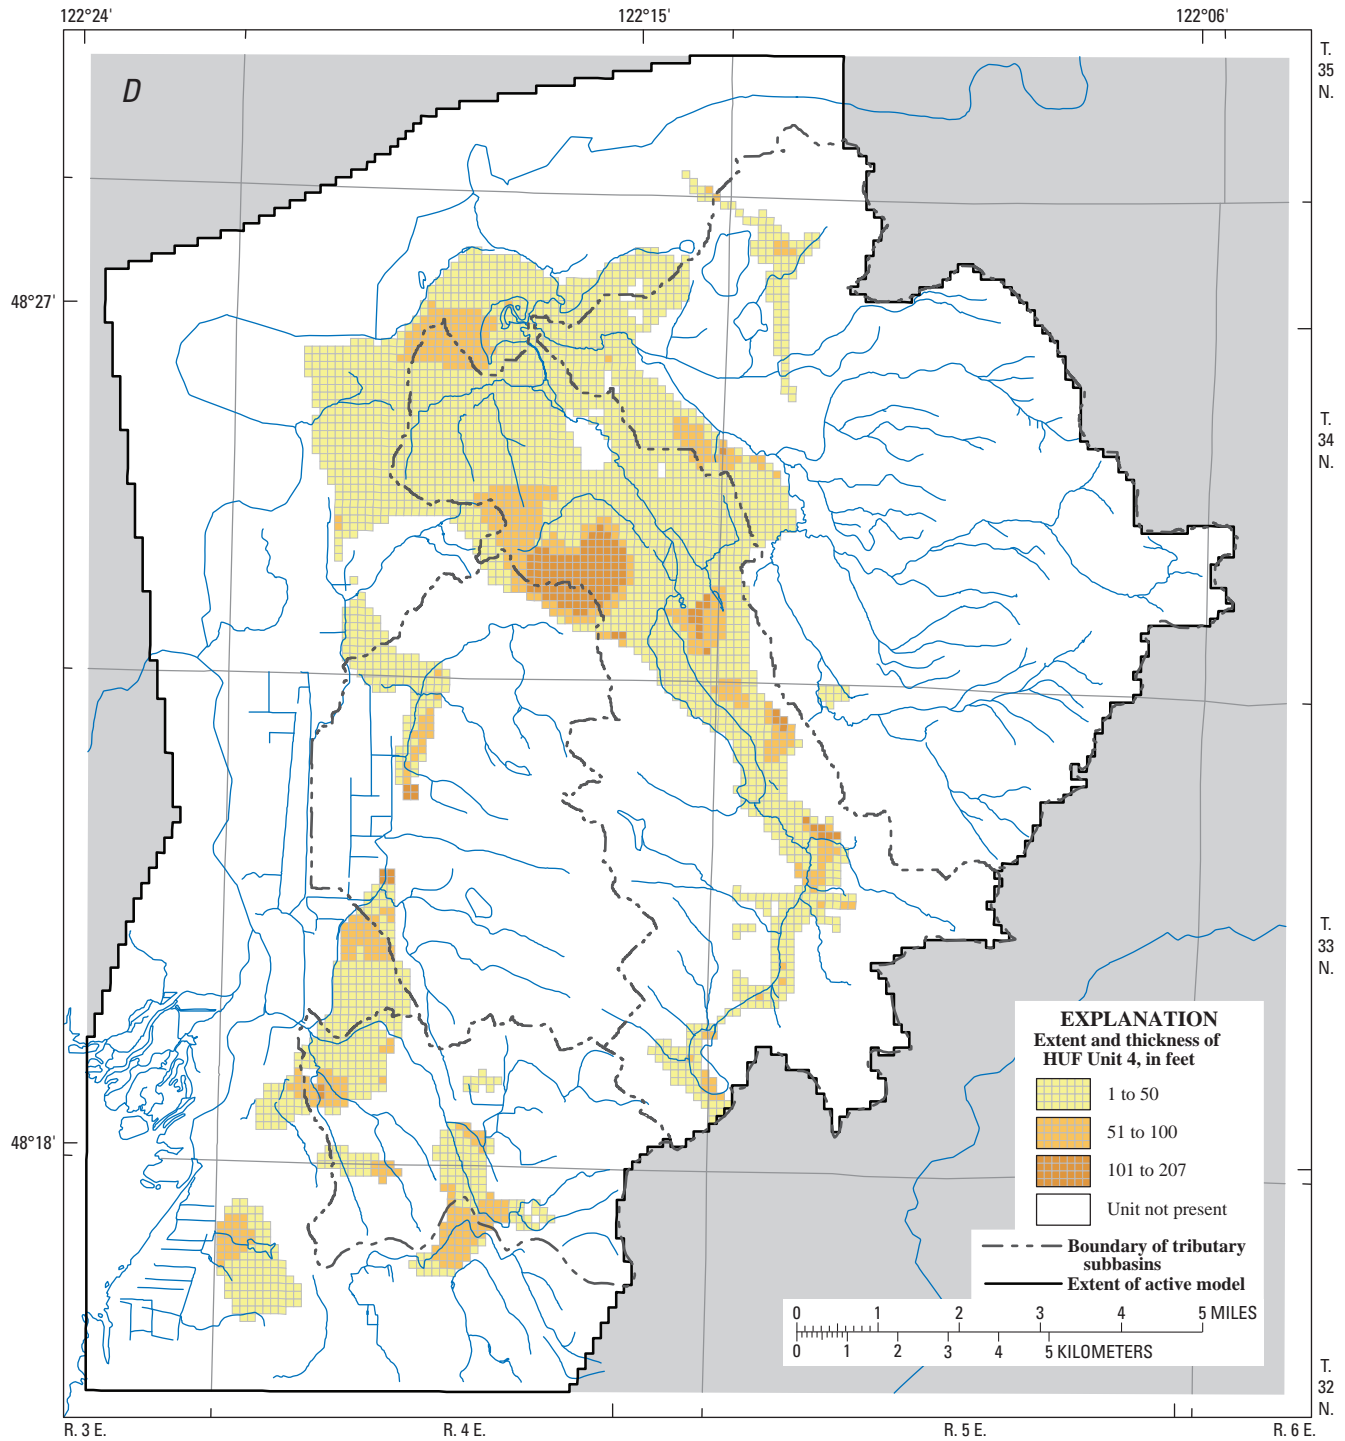 122°24'
122°15'
122°06'
T.
35
N.
D
48°27'
T.
34
N.
T.
33
N.
EXPLANATION
Extent and thickness of
HUF Unit 4, in feet
1 to 50
51 to 100
101 to 207
Unit not present
Boundary of tributary
subbasins
Extent of active model
48°18'
0 1 2 3 4 5 MILES
0 1 2 3 4 5 KILOMETERS
T.
32
N.
R. 3 E.
R. 4 E.
R. 5 E.
R. 6 E.